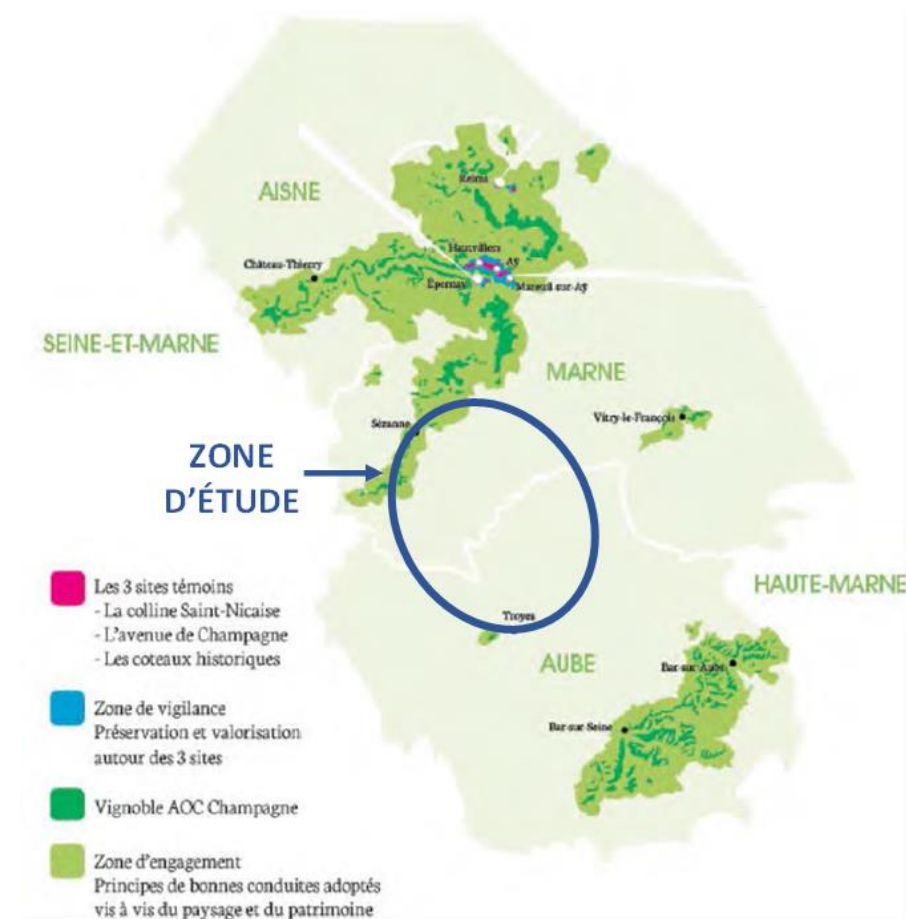 AISNE
Reims
Hautvillers
Aÿ
Château-Thierry
Épernay
Mareuil-sur-Aÿ
SEINE-ET-MARNE
MARNE
Sézanne
Vitry-le-François
ZONE
D'ÉTUDE
HAUTE-MARNE
Troyes
AUBE
Bar-sur-Aube
Bar-sur-Seine
Les 3 sites témoins
- La colline Saint-Nicaise
- L'avenue de Champagne
- Les coteaux historiques
Zone de vigilance
Préservation et valorisation
autour des 3 sites
Vignoble AOC Champagne
Zone d'engagement
Principes de bonnes conduites adoptés
vis à vis du paysage et du patrimoine